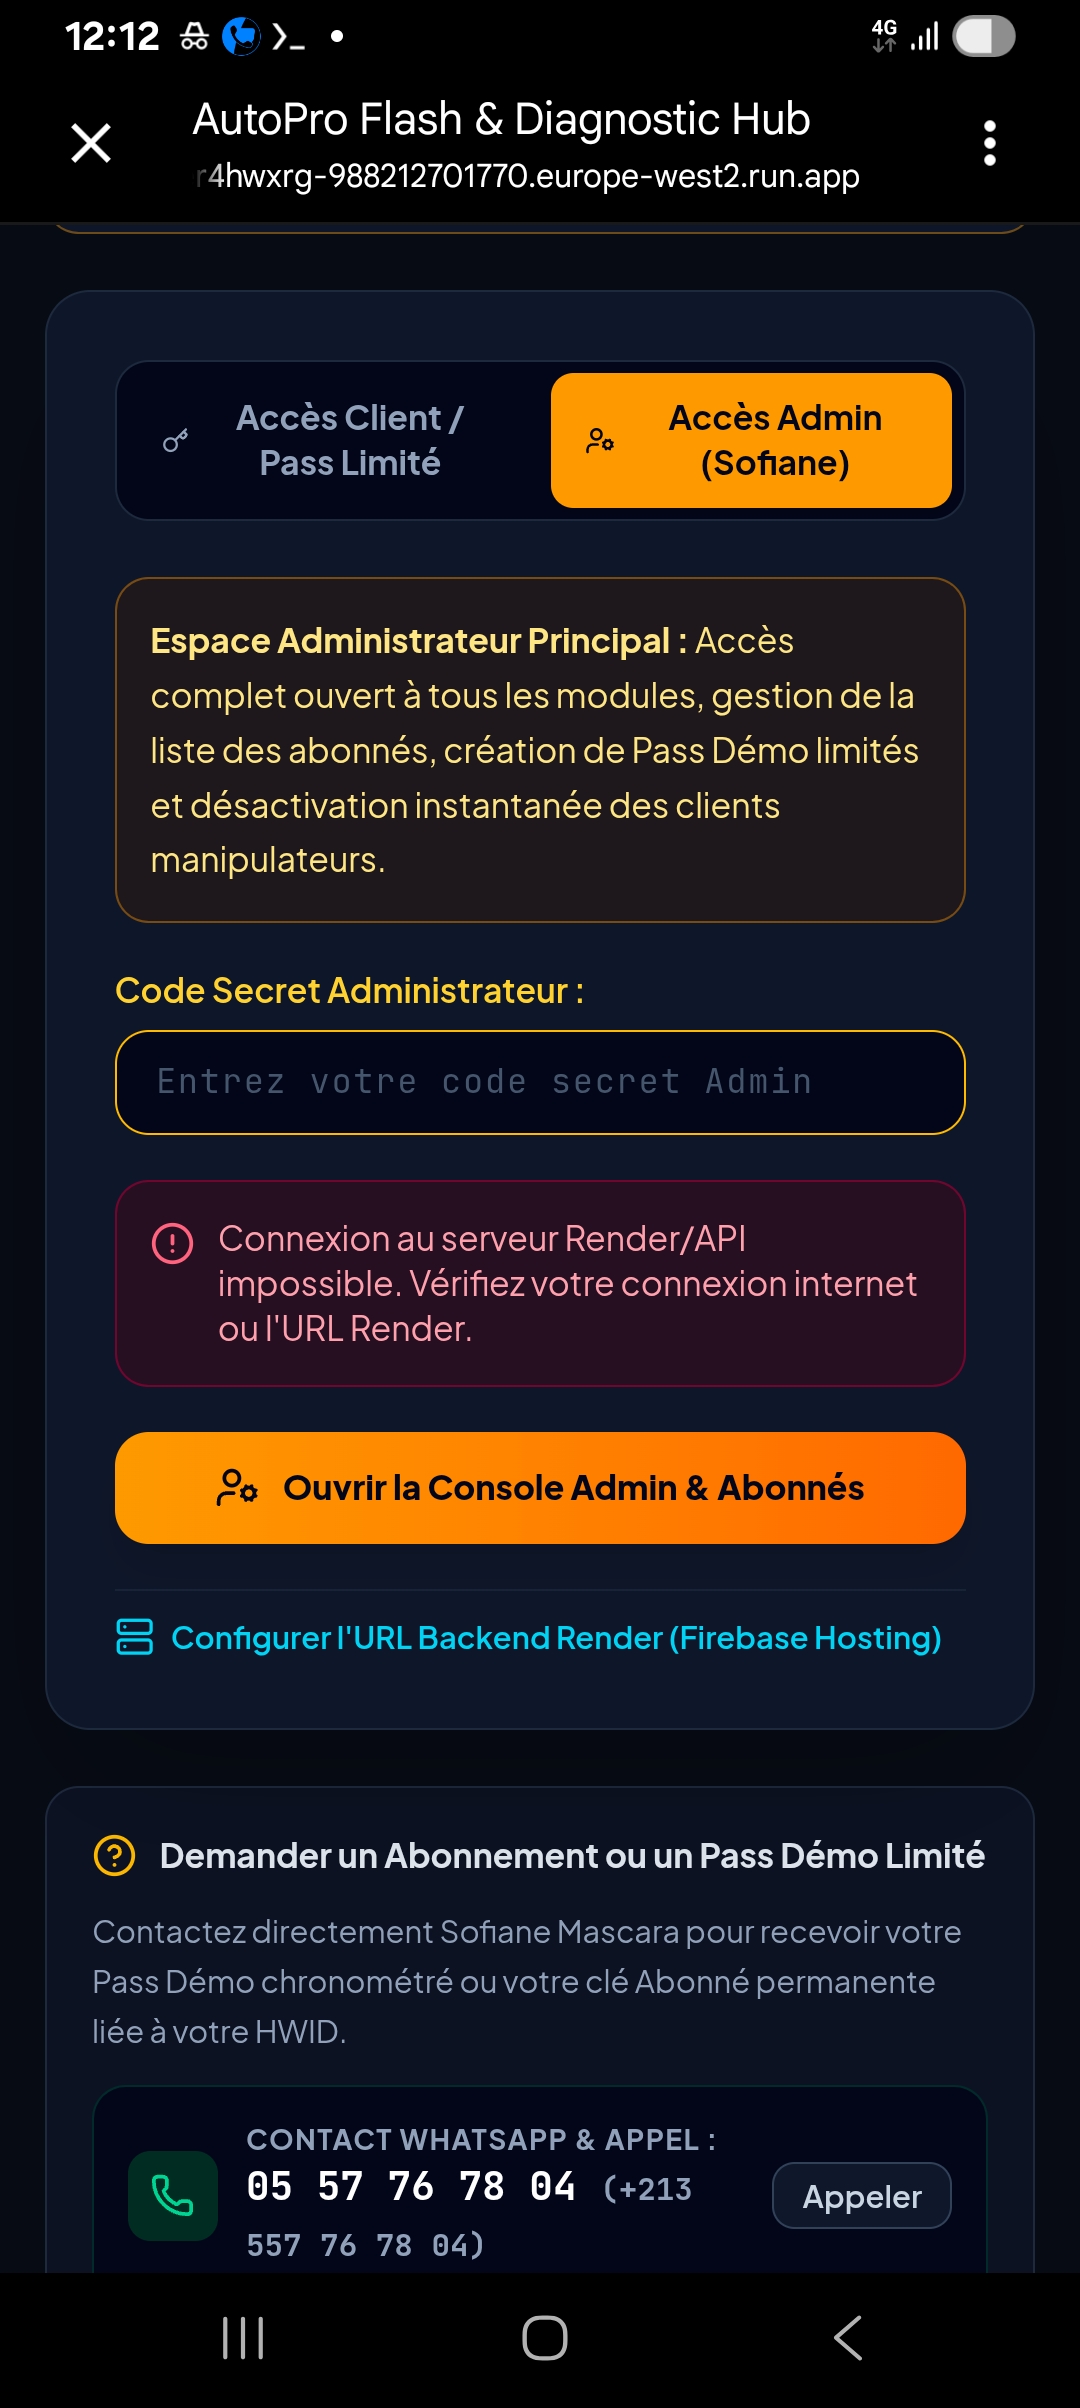 12:12
4G
AutoPro Flash & Diagnostic Hub
r4hwxrg-988212701770.europe-west2.run.app
Accès Client /
Pass Limité
Accès Admin
(Sofiane)
Espace Administrateur Principal : Accès
complet ouvert à tous les modules, gestion de la
liste des abonnés, création de Pass Démo limités
et désactivation instantanée des clients
manipulateurs.
Code Secret Administrateur :
Entrez votre code secret Admin
Connexion au serveur Render/API
impossible. Vérifiez votre connexion internet
ou l'URL Render.
Ouvrir la Console Admin & Abonnés
Configurer l'URL Backend Render (Firebase Hosting)
Demander un Abonnement ou un Pass Démo Limité
Contactez directement Sofiane Mascara pour recevoir votre
Pass Démo chronométré ou votre clé Abonné permanente
liée à votre HWID.
CONTACT WHATSAPP & APPEL :
05 57 76 78 04 (+213
557 76 78 04)
Appeler